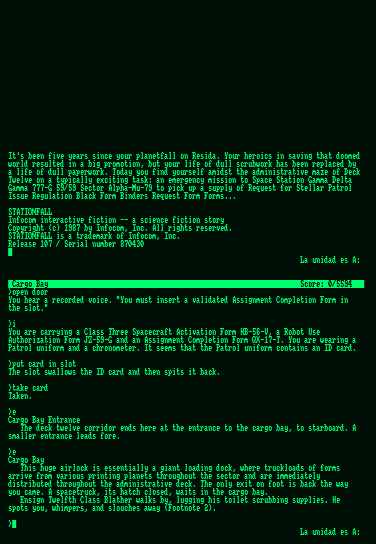 It's been five years since your planetfall on Resida. Your heroics in saving that doomed
world resulted in a big promotion, but your life of dull scrubwork has been replaced by
a life of dull paperwork. Today you find yourself amidst the administrative maze of Deck
Twelve on a typically exciting task: an emergency mission to Space Station Gamma Delta
Gamma 777-G 59/59 Sector Alpha-Mu-79 to pick up a supply of Request for Stellar Patrol
Issue Regulation Black Form Binders Request Form Forms...
STATIONFALL
Infocom interactive fiction -- a science fiction story
Copyright (c) 1987 by Infocom, Inc. All rights reserved.
STATIONFALL is a trademark of Infocom, Inc.
Release 107 / Serial number 870430
La unidad es A:
Cargo Bay Score: 0/5594
>open door
You hear a recorded voice. "You must insert a validated Assignment Completion Form in
the slot."
>i
You are carrying a Class Three Spacecraft Activation Form HB-56-V, a Robot Use
Authorization Form JZ-59-G and an Assignment Completion Form QX-17-T. You are wearing a
Patrol uniform and a chronometer. It seems that the Patrol uniform contains an ID card.
>put card in slot
The slot swallows the ID card and then spits it back.
>take card
Taken.
>e
Cargo Bay Entrance
The deck twelve corridor ends here at the entrance to the cargo bay, to starboard. A
smaller entrance leads fore.
>e
Cargo Bay
This huge airlock is essentially a giant loading dock, where truckloads of forms
arrive from various printing planets throughout the sector and are immediately
distributed throughout the administrative deck. The only exit on foot is back the way
you came. A spacetruck, its hatch closed, waits in the cargo bay.
Ensign Twelfth Class Blather walks by, lugging his toilet scrubbing supplies. He
spots you, whimpers, and slouches away (Footnote 2).
>
La unidad es A: